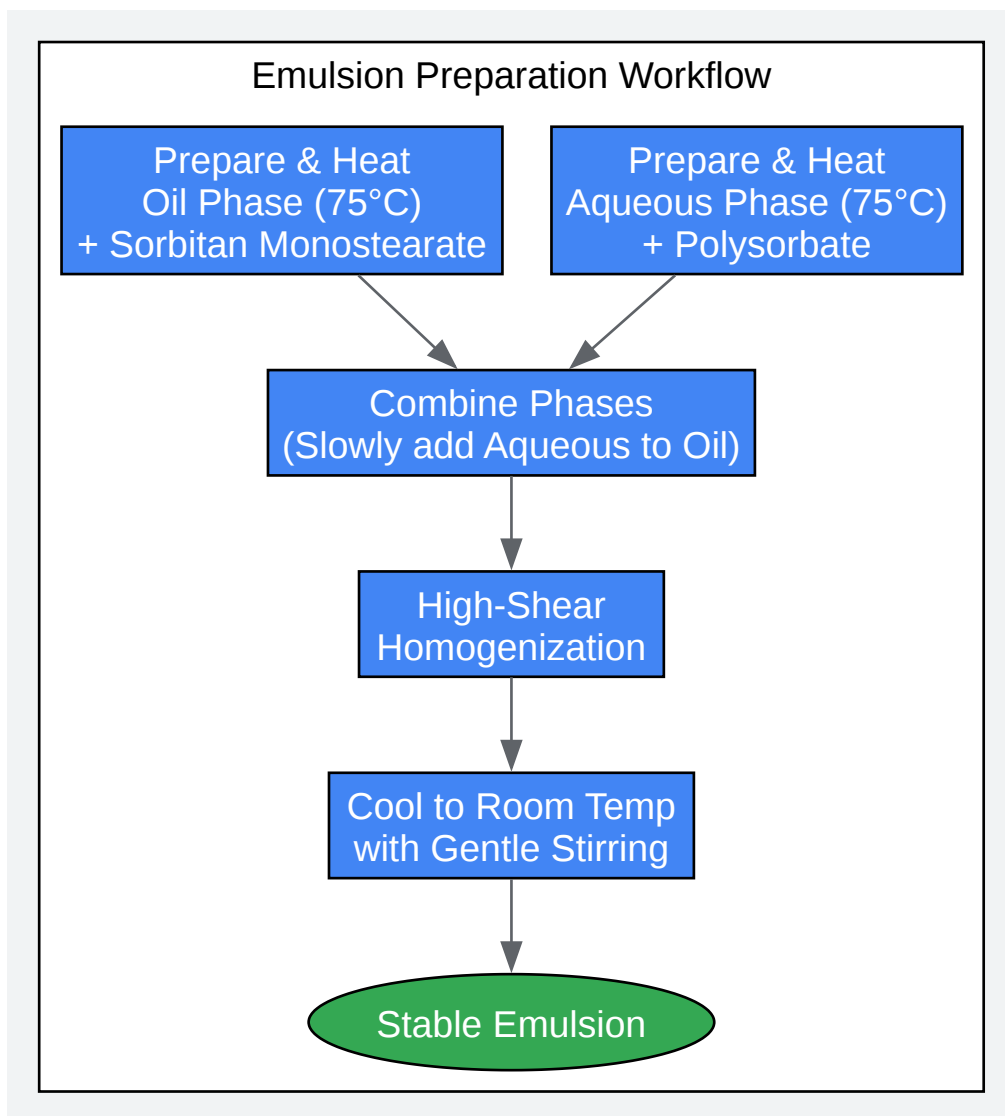 Emulsion Preparation Workflow
Prepare & Heat
Oil Phase (75°C)
+ Sorbitan Monostearate
Prepare & Heat
Aqueous Phase (75°C)
+ Polysorbate
Combine Phases
(Slowly add Aqueous to Oil)
High-Shear
Homogenization
Cool to Room Temp
with Gentle Stirring
Stable Emulsion